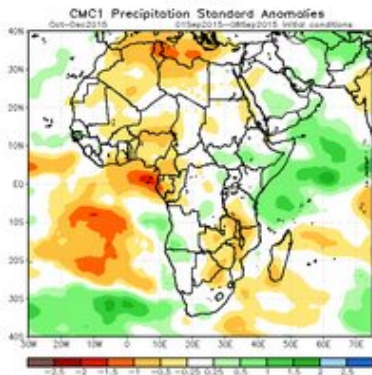 CMC1 Precipitation Standard Anomalies
Oct-Dec2015 01Sep2015-08Sep2015 Initial conditions
40N
30N
20N
10N
EQ
10S
20S
30S
40S
30W 20W 10W 0 10E 20E 30E 40E 50E 60E 70E
-2.5 -2 -1.5 -1 -0.5 -0.25 0.25 0.5 1 1.5 2 2.5